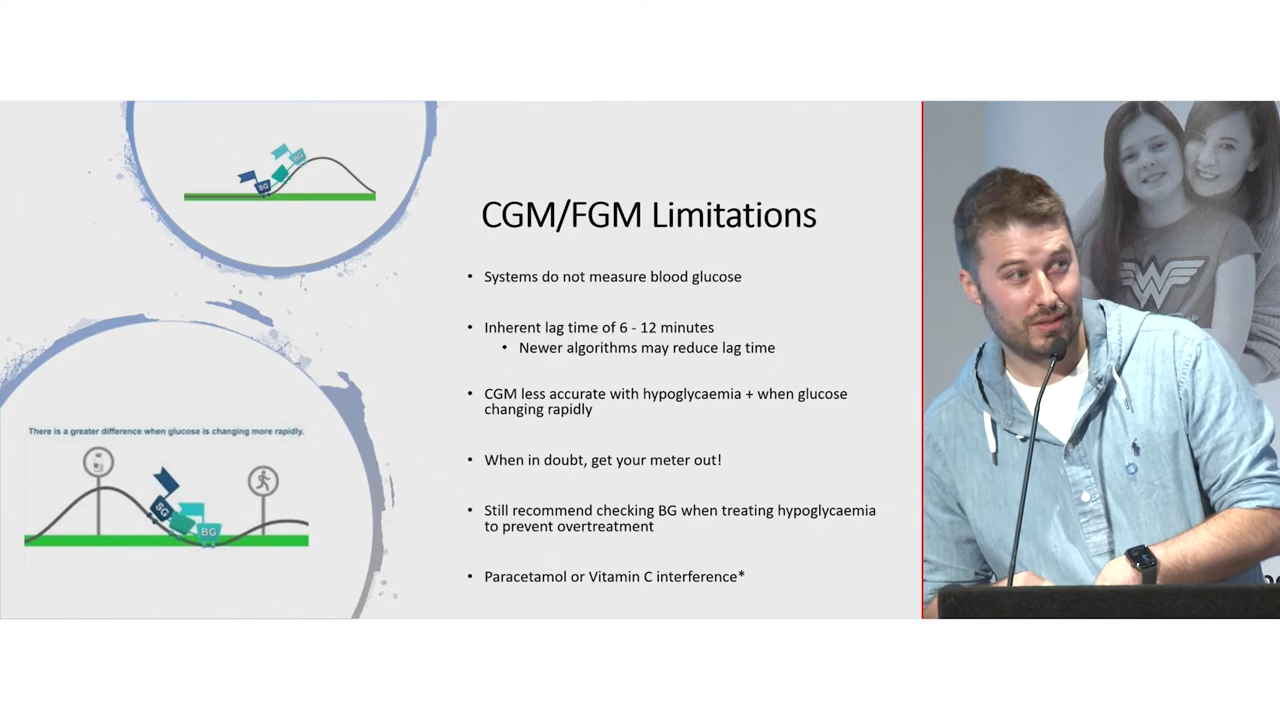 SG
BG
There is a greater difference when glucose is changing more rapidly.
SG
BG
CGM/FGM Limitations
• Systems do not measure blood glucose
• Inherent lag time of 6 - 12 minutes
• Newer algorithms may reduce lag time
• CGM less accurate with hypoglycaemia + when glucose
changing rapidly
• When in doubt, get your meter out!
• Still recommend checking BG when treating hypoglycaemia
to prevent overtreatment
• Paracetamol or Vitamin C interference*